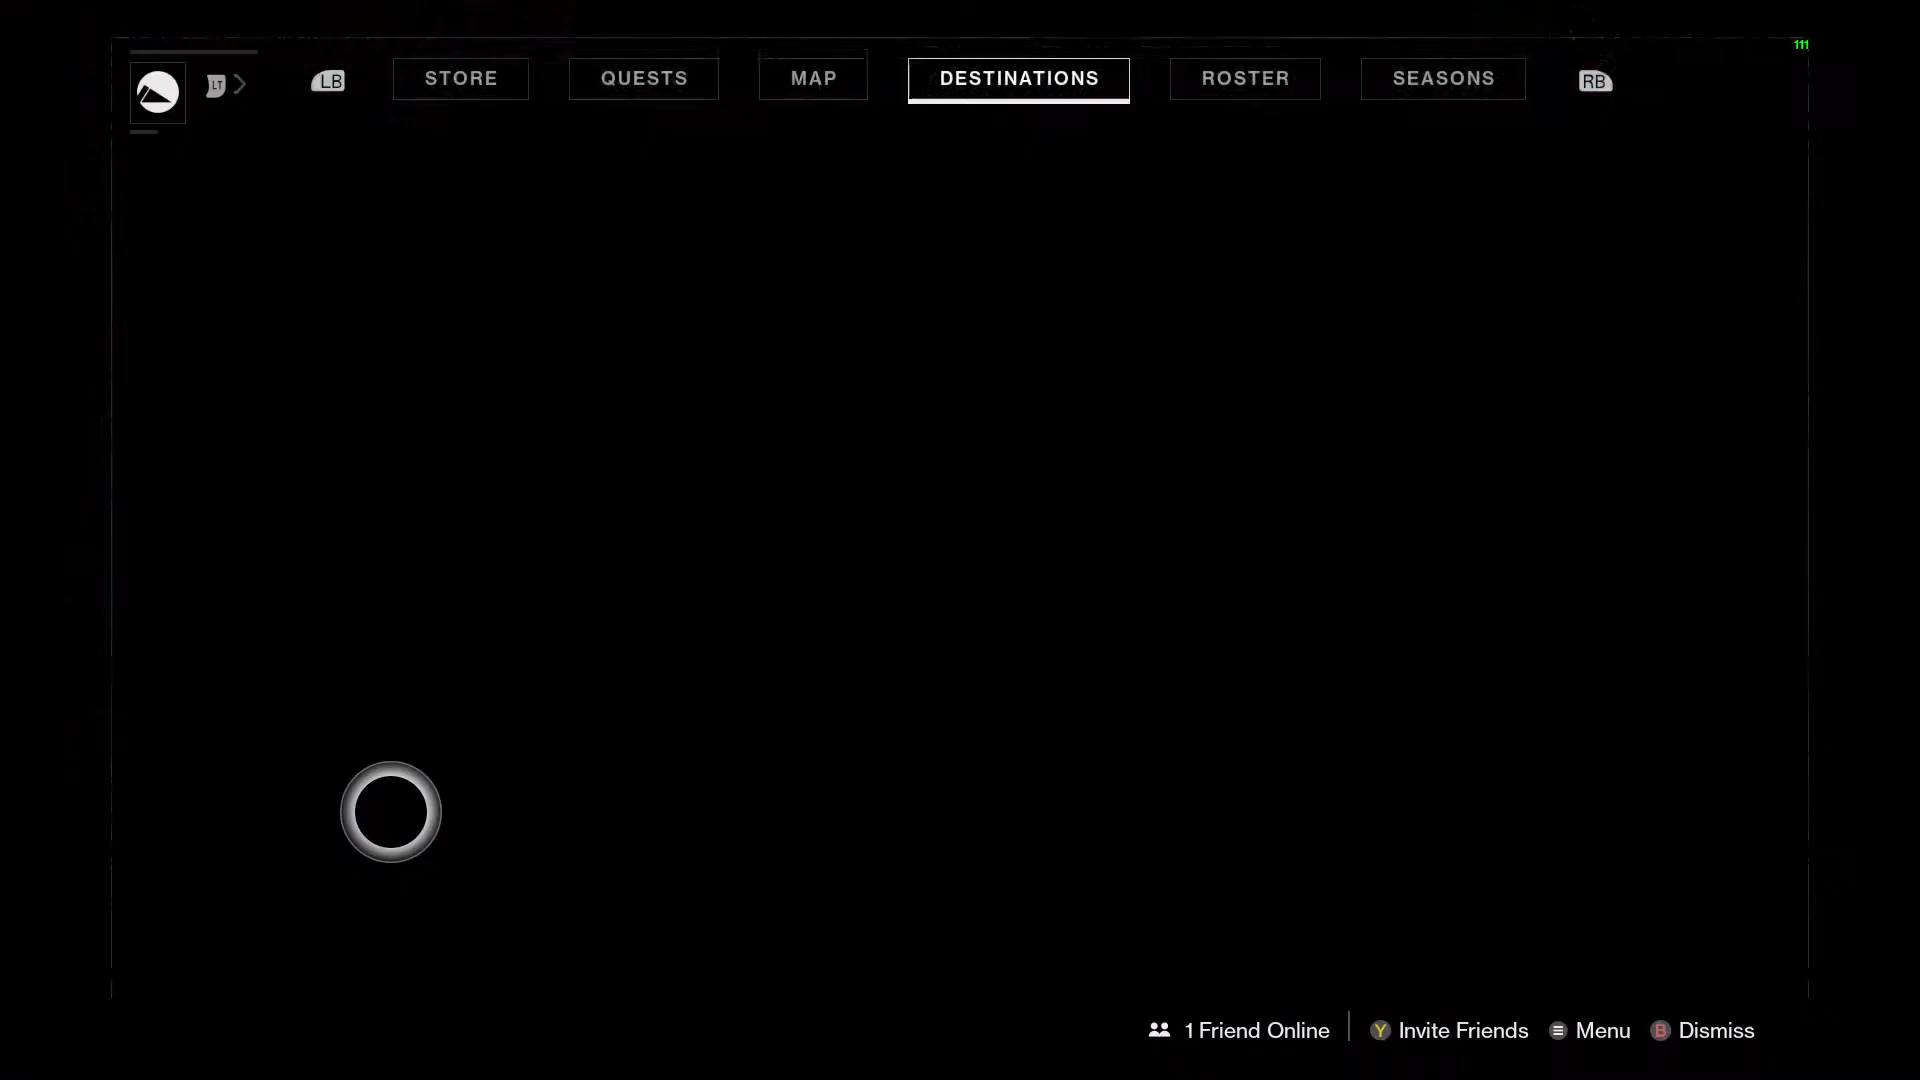 111
LT LB STORE QUESTS MAP DESTINATIONS ROSTER SEASONS RB
1 Friend Online Y Invite Friends Menu B Dismiss